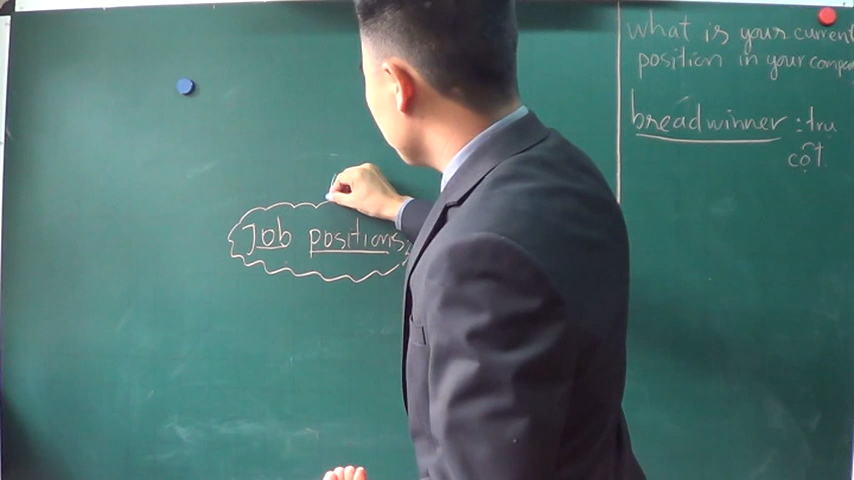 Job positions
what is your current
position in your compa
breadwinner : trụ
cột.